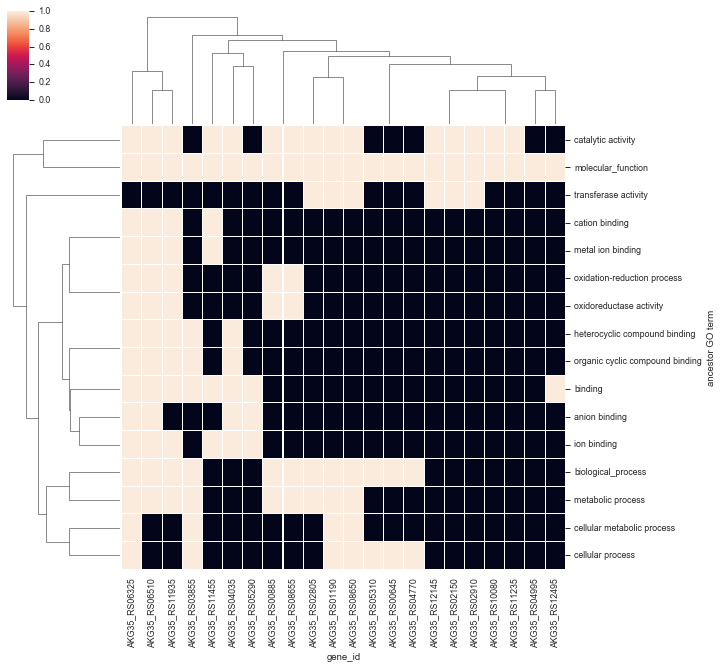 1.0
0.8
0.6
0.4
0.2
0.0
catalytic activity
molecular_function
transferase activity
cation binding
metal ion binding
oxidation-reduction process
oxidoreductase activity
heterocyclic compound binding
organic cyclic compound binding
binding
anion binding
ion binding
biological_process
metabolic process
cellular metabolic process
cellular process
ancestor GO term
AKG35_RS06325
AKG35_RS06510
AKG35_RS11935
AKG35_RS03855
AKG35_RS11455
AKG35_RS04035
AKG35_RS05290
AKG35_RS00885
AKG35_RS08655
AKG35_RS02805
AKG35_RS01190
AKG35_RS08650
AKG35_RS05310
AKG35_RS00645
AKG35_RS04770
AKG35_RS12145
AKG35_RS02150
AKG35_RS02910
AKG35_RS10080
AKG35_RS11235
AKG35_RS04995
AKG35_RS12495
gene_id